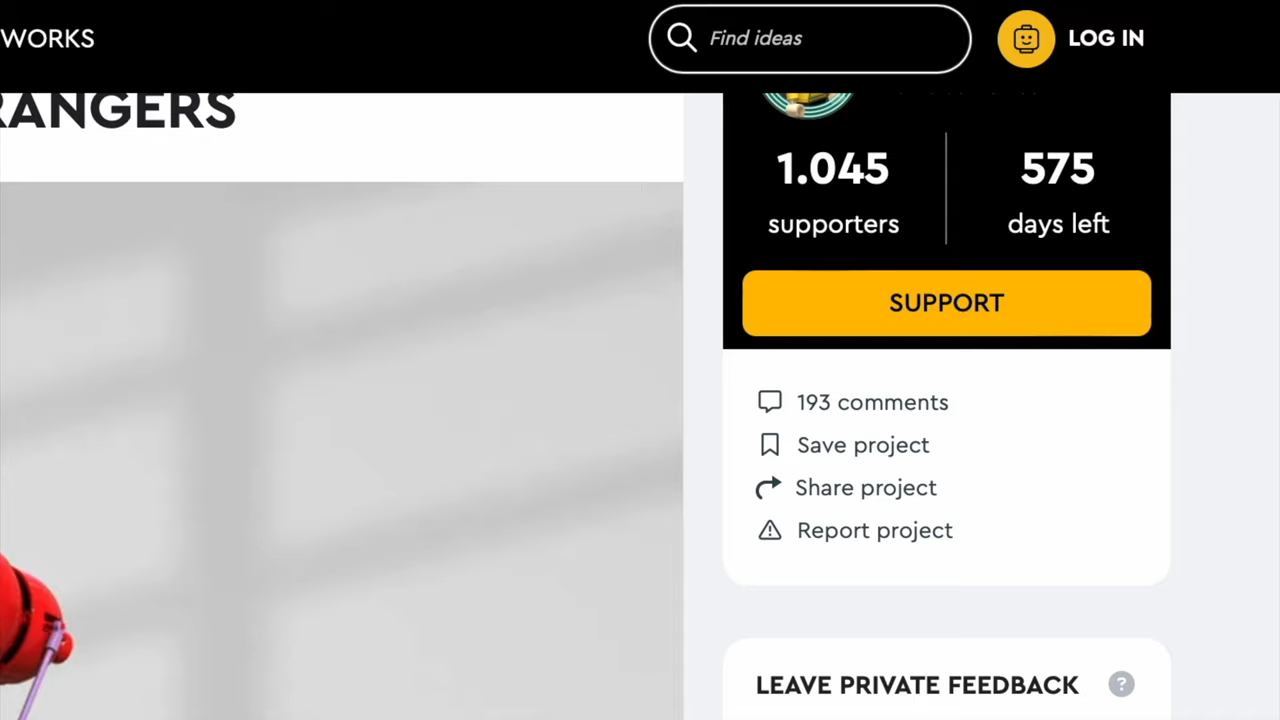 WORKS
Find ideas
LOG IN
RANGERS
1.045
575
supporters
days left
SUPPORT
193 comments
Save project
Share project
Report project
LEAVE PRIVATE FEEDBACK
?